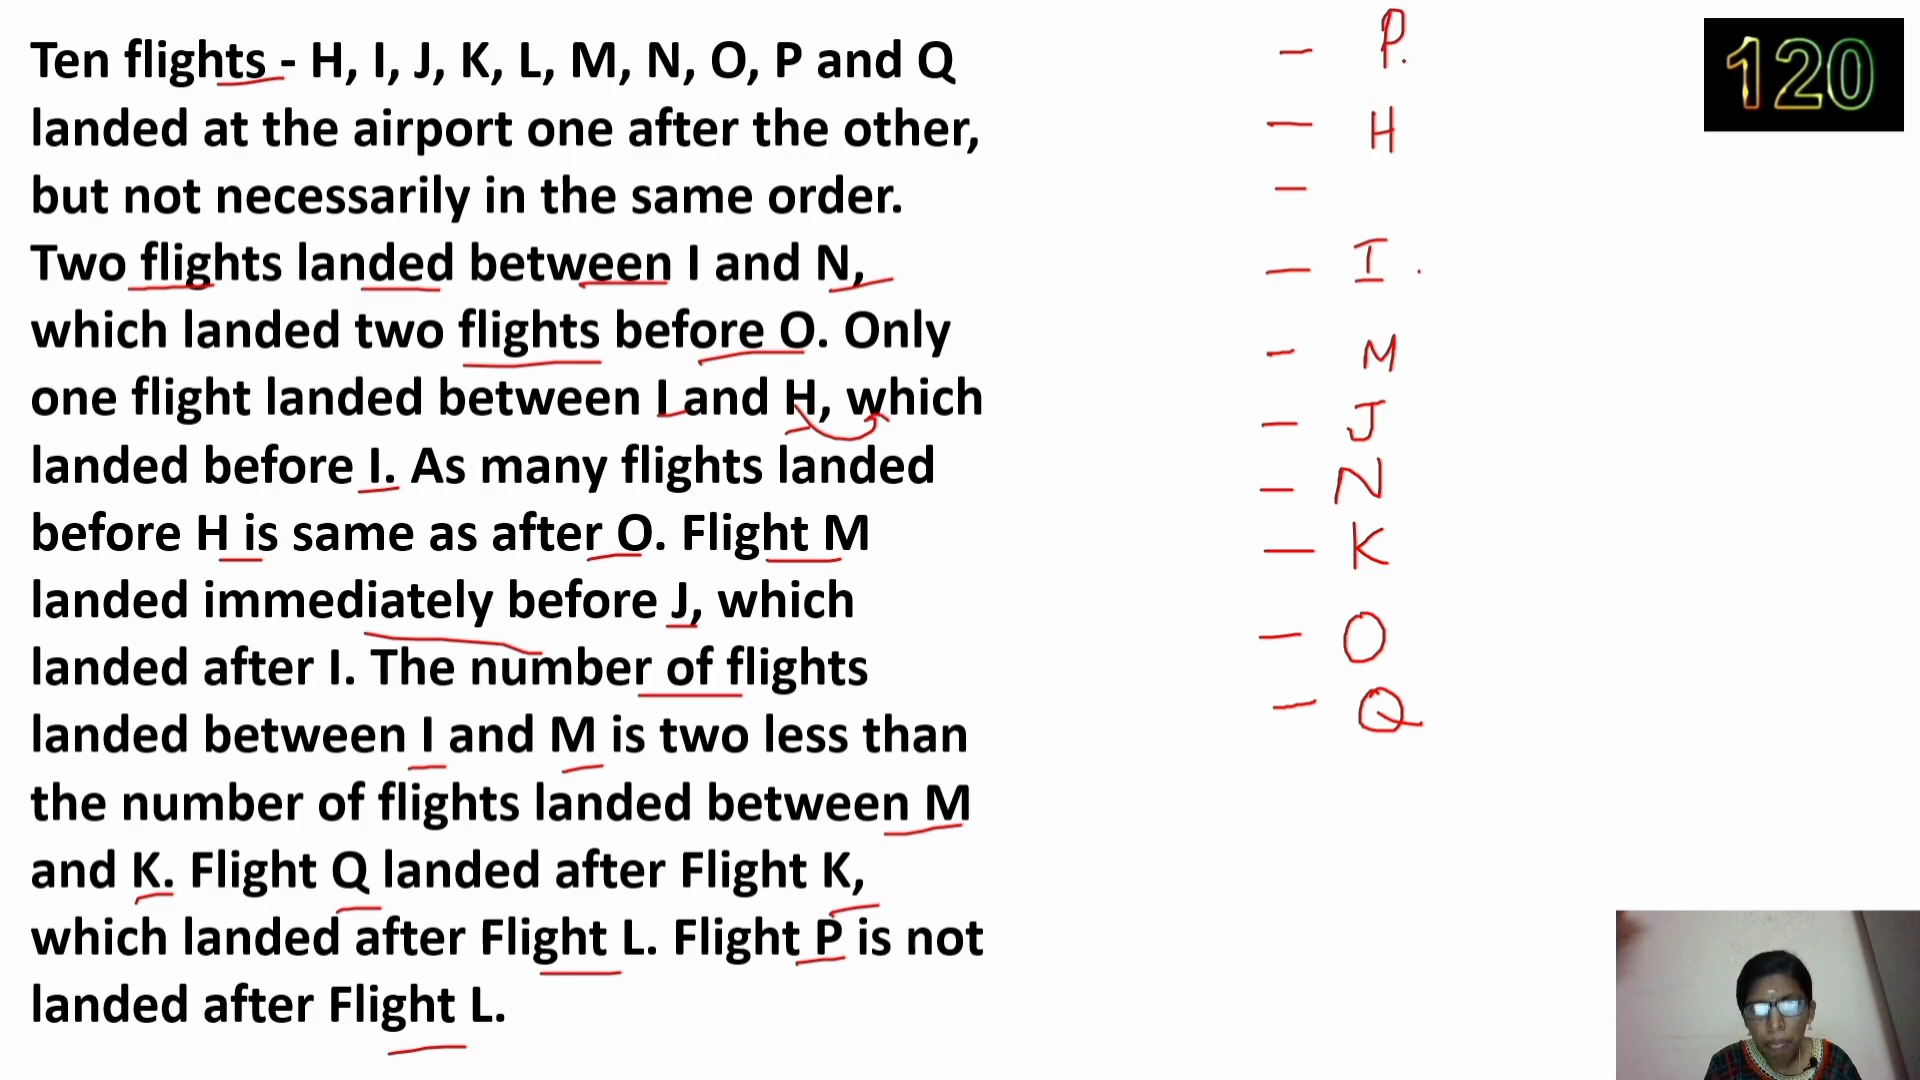 Ten flights - H, I, J, K, L, M, N, O, P and Q
landed at the airport one after the other,
but not necessarily in the same order.
Two flights landed between I and N,
which landed two flights before O. Only
one flight landed between I and H, which
landed before I. As many flights landed
before H is same as after O. Flight M
landed immediately before J, which
landed after I. The number of flights
landed between I and M is two less than
the number of flights landed between M
and K. Flight Q landed after Flight K,
which landed after Flight L. Flight P is not
landed after Flight L.
– P.
– H
–
– I .
– M
– J
– N
– K
– O
– Q
120